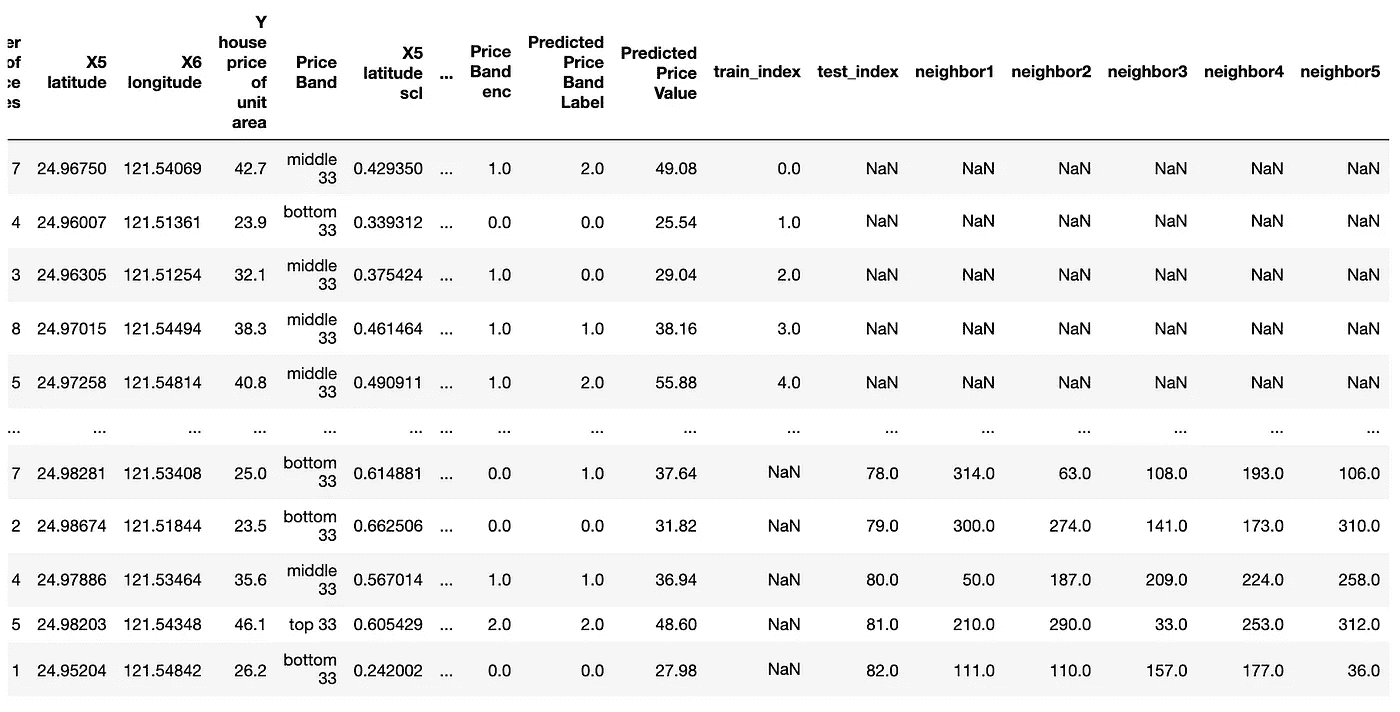 er of ce es X5 latitude X6 longitude Y house price of unit area Price Band X5 latitude scl ... Price Band enc Predicted Price Band Label Predicted Price Value train_index test_index neighbor1 neighbor2 neighbor3 neighbor4 neighbor5
7 24.96750 121.54069 42.7 middle 33 0.429350 ... 1.0 2.0 49.08 0.0 NaN NaN NaN NaN NaN NaN
4 24.96007 121.51361 23.9 bottom 33 0.339312 ... 0.0 0.0 25.54 1.0 NaN NaN NaN NaN NaN NaN
3 24.96305 121.51254 32.1 middle 33 0.375424 ... 1.0 0.0 29.04 2.0 NaN NaN NaN NaN NaN NaN
8 24.97015 121.54494 38.3 middle 33 0.461464 ... 1.0 1.0 38.16 3.0 NaN NaN NaN NaN NaN NaN
5 24.97258 121.54814 40.8 middle 33 0.490911 ... 1.0 2.0 55.88 4.0 NaN NaN NaN NaN NaN NaN
... ... ... ... ... ... ... ... ... ... ... ... ... ... ... ... ...
7 24.98281 121.53408 25.0 bottom 33 0.614881 ... 0.0 1.0 37.64 NaN 78.0 314.0 63.0 108.0 193.0 106.0
2 24.98674 121.51844 23.5 bottom 33 0.662506 ... 0.0 0.0 31.82 NaN 79.0 300.0 274.0 141.0 173.0 310.0
4 24.97886 121.53464 35.6 middle 33 0.567014 ... 1.0 1.0 36.94 NaN 80.0 50.0 187.0 209.0 224.0 258.0
5 24.98203 121.54348 46.1 top 33 0.605429 ... 2.0 2.0 48.60 NaN 81.0 210.0 290.0 33.0 253.0 312.0
1 24.95204 121.54842 26.2 bottom 33 0.242002 ... 0.0 0.0 27.98 NaN 82.0 111.0 110.0 157.0 177.0 36.0